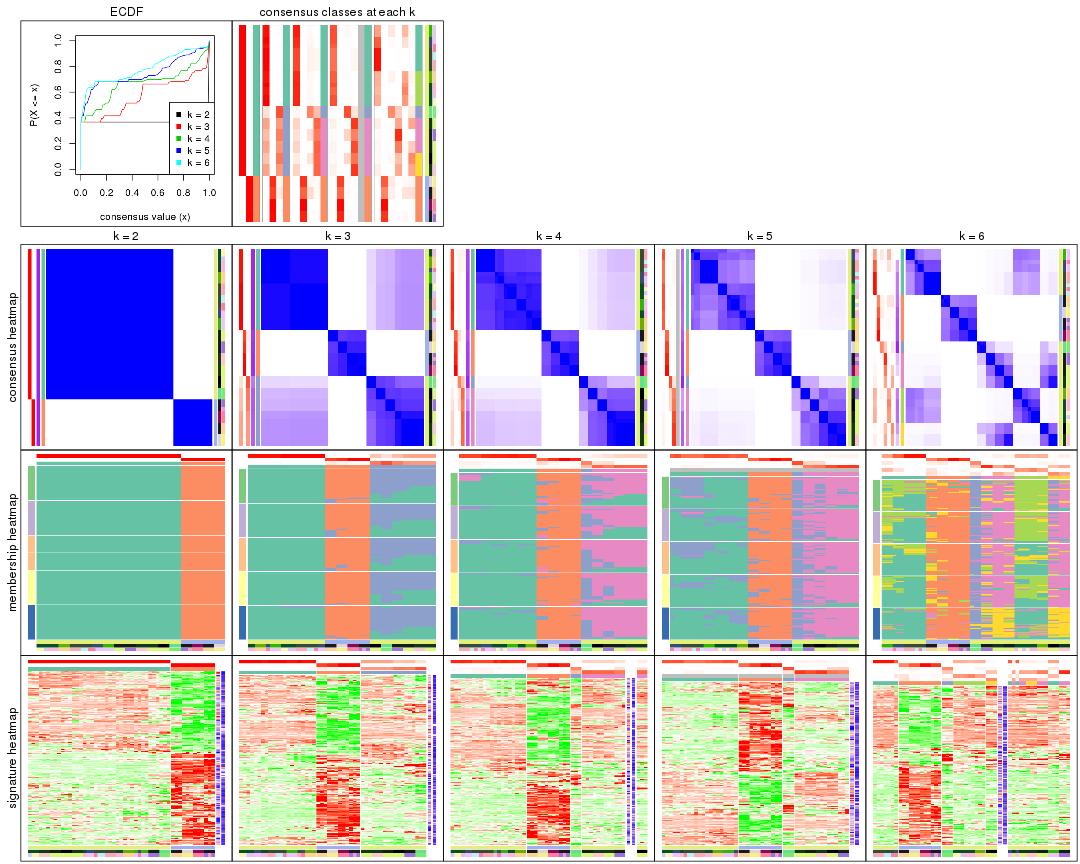 ECDF
consensus classes at each k
P(X <= x)
0.0 0.2 0.4 0.6 0.8 1.0
k = 2
k = 3
k = 4
k = 5
k = 6
0.0 0.2 0.4 0.6 0.8 1.0
consensus value (x)
k = 2
k = 3
k = 4
k = 5
k = 6
consensus heatmap
membership heatmap
signature heatmap